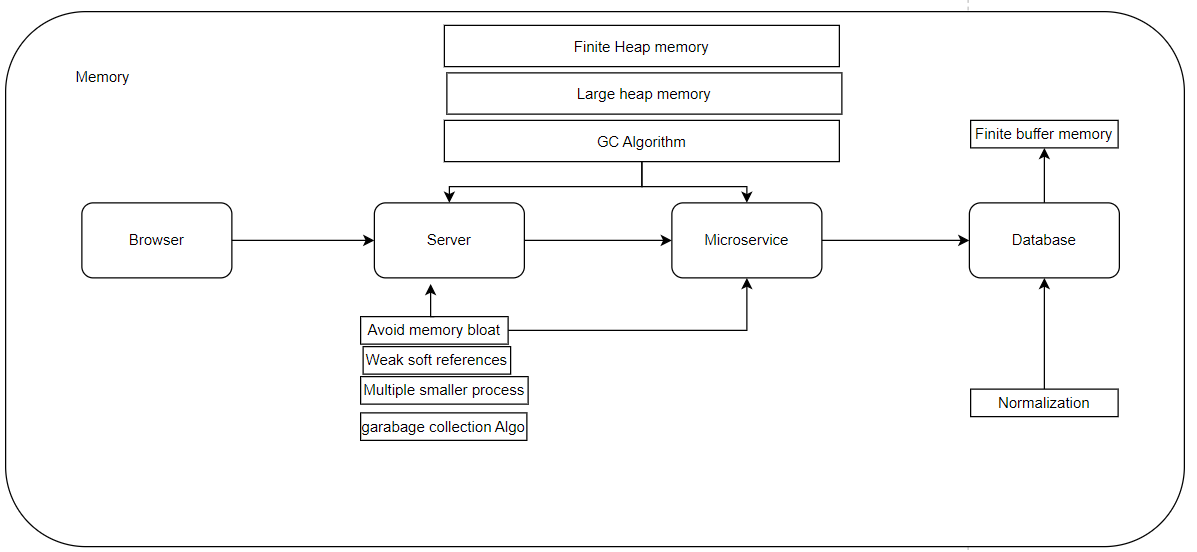 Finite Heap memory
Memory
Large heap memory
GC Algorithm
Finite buffer memory
Browser
Server
Microservice
Database
Avoid memory bloat
Weak soft references
Multiple smaller process
Normalization
garabage collection Algo